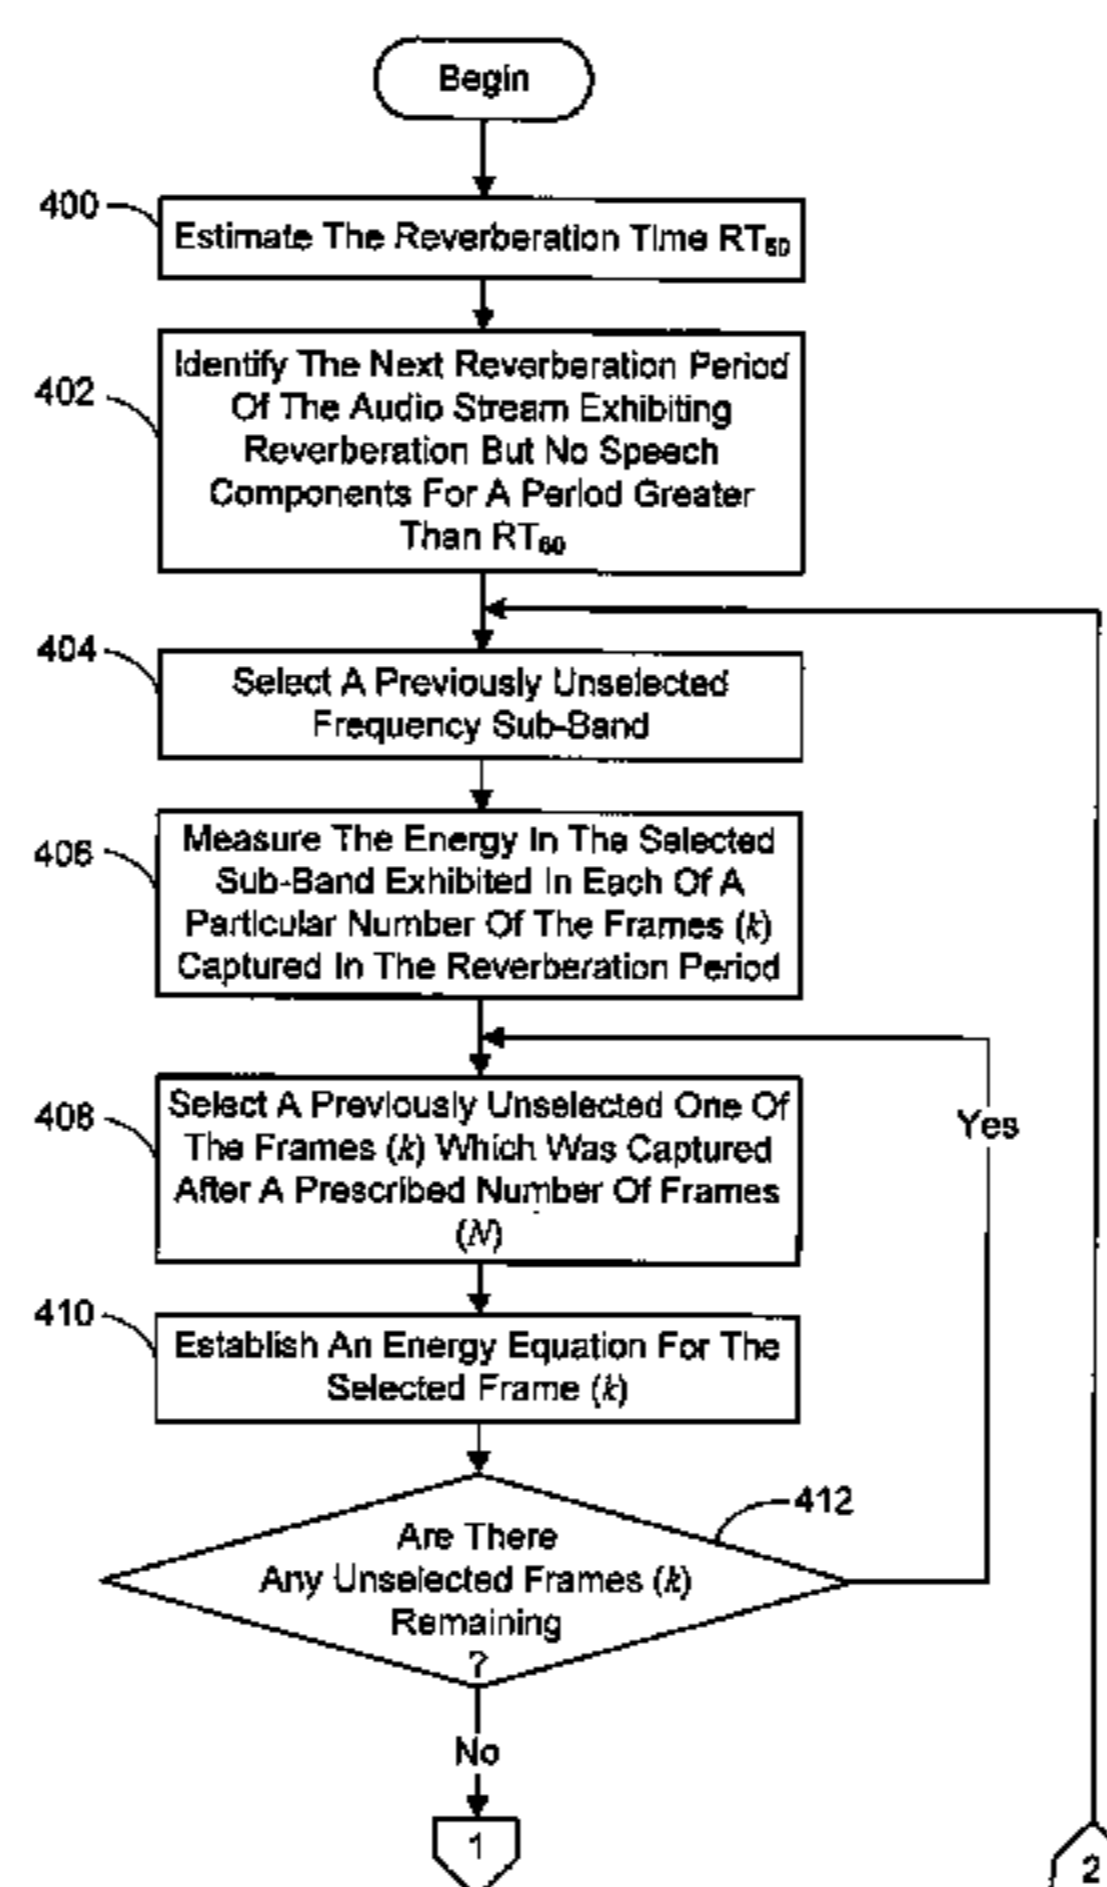 Begin
400
Estimate The Reverberation Time RT60
402
Identify The Next Reverberation Period
Of The Audio Stream Exhibiting
Reverberation But No Speech
Components For A Period Greater
Than RT60
404
Select A Previously Unselected
Frequency Sub-Band
406
Measure The Energy In The Selected
Sub-Band Exhibited In Each Of A
Particular Number Of The Frames (k)
Captured In The Reverberation Period
408
Select A Previously Unselected One Of
The Frames (k) Which Was Captured
After A Prescribed Number Of Frames
(N)
Yes
410
Establish An Energy Equation For The
Selected Frame (k)
412
Are There
Any Unselected Frames (k)
Remaining
?
No
1
2